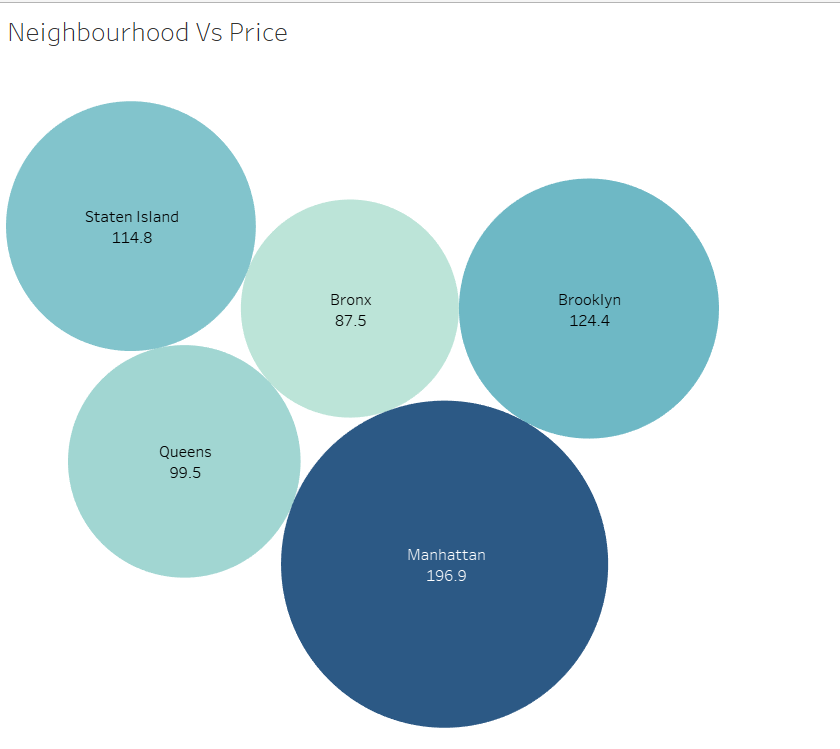 Neighbourhood Vs Price
Staten Island
114.8
Bronx
87.5
Brooklyn
124.4
Queens
99.5
Manhattan
196.9